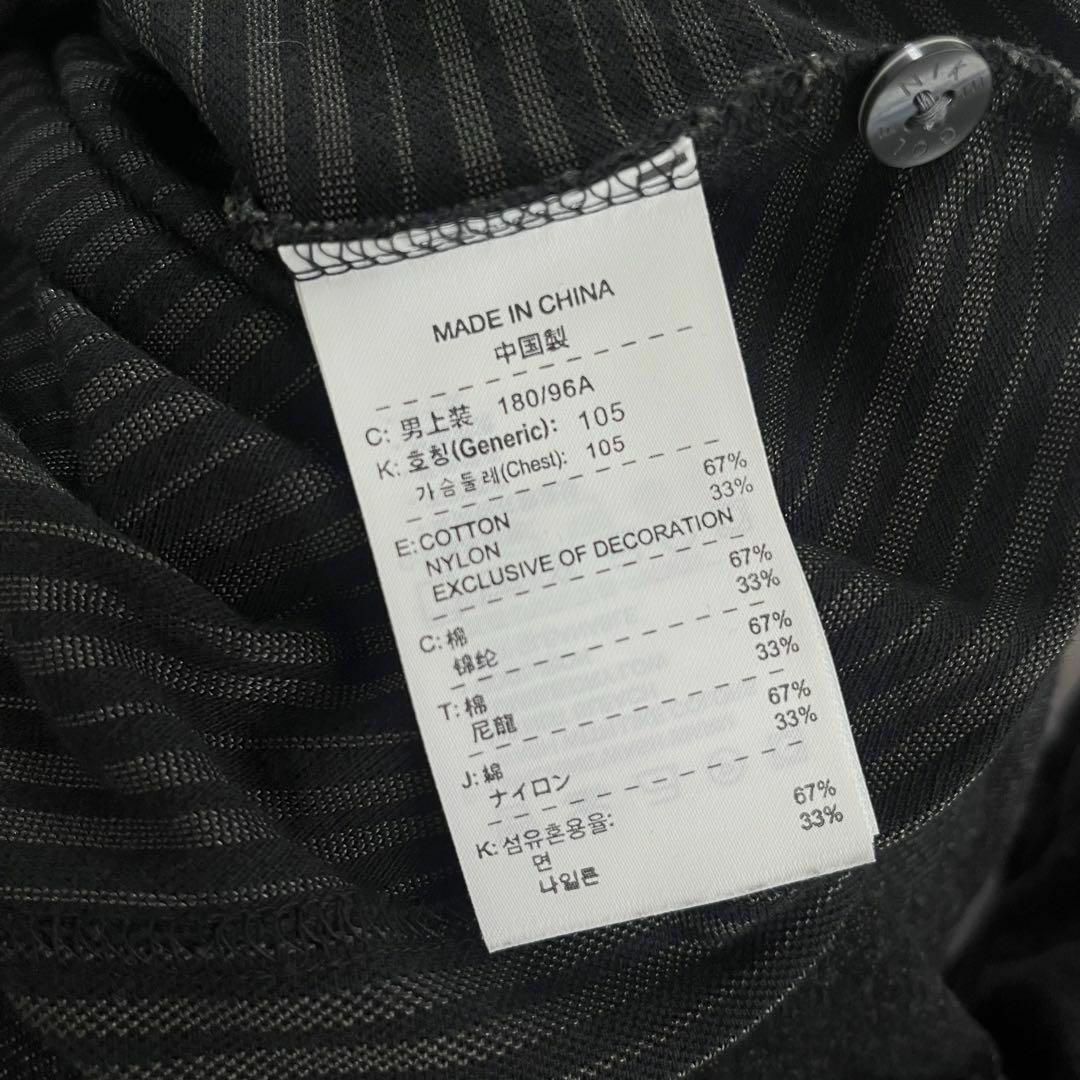 NIKE GOLF
MADE IN CHINA
中国製
C: 男上装 180/96A
K: 호칭(Generic): 105
가슴둘레(Chest): 105
E: COTTON 67%
NYLON 33%
EXCLUSIVE OF DECORATION
C: 棉 67%
锦纶 33%
T: 棉 67%
尼龍 33%
J: 綿 67%
ナイロン 33%
K: 섬유혼용율:
면 67%
나일론 33%